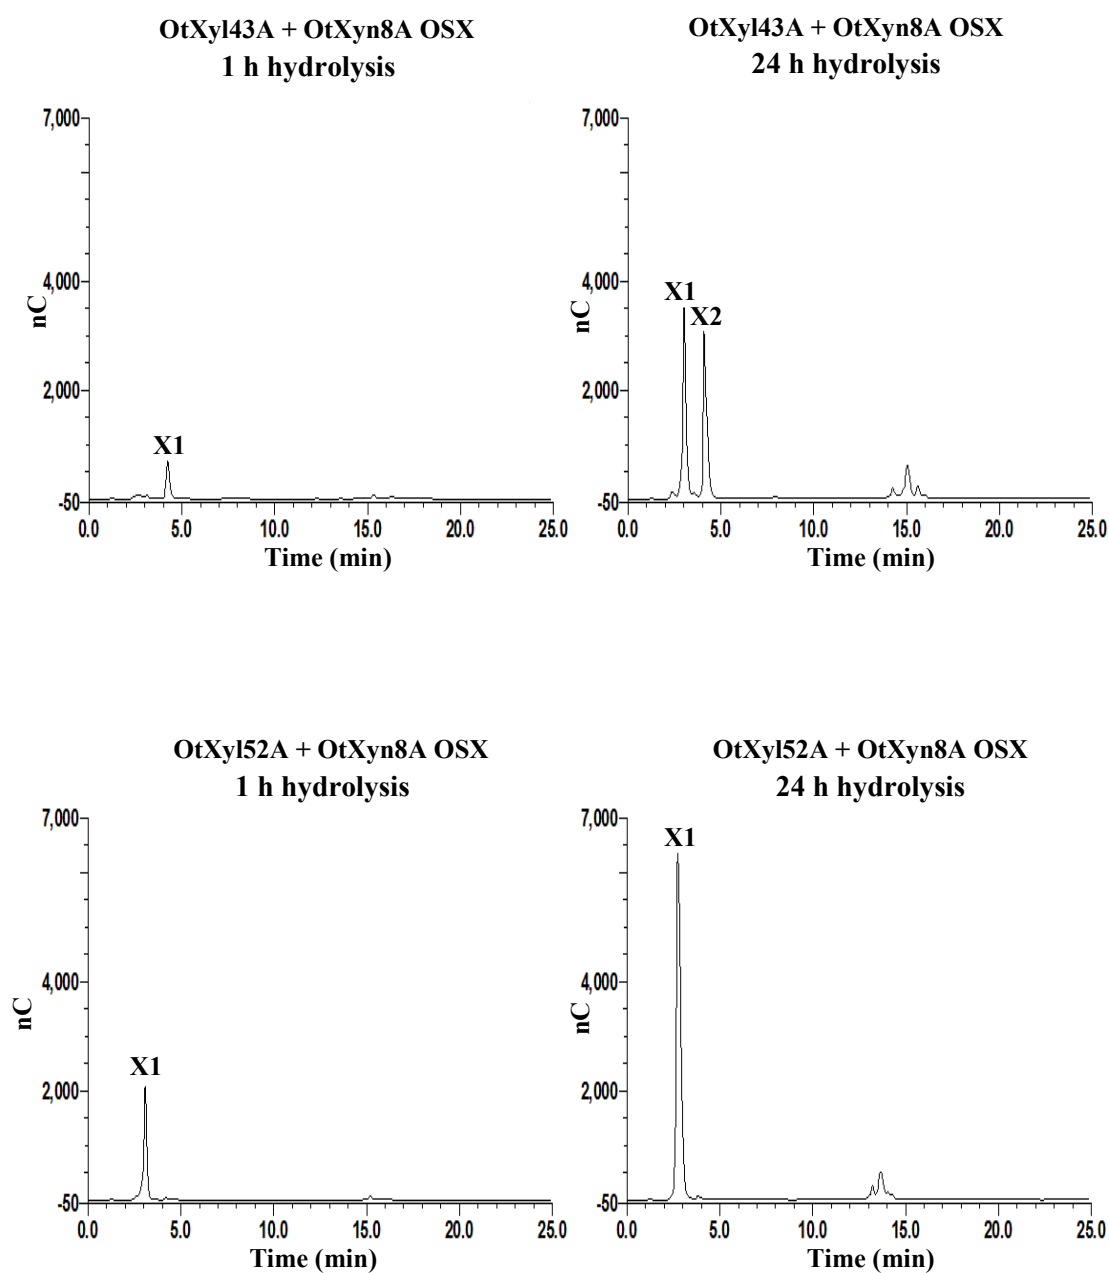 OtXyl43A + OtXyn8A OSX
1 h hydrolysis
7,000
4,000
2,000
-50
nC
X1
0.0 5.0 10.0 15.0 20.0 25.0
Time (min)
OtXyl43A + OtXyn8A OSX
24 h hydrolysis
7,000
4,000
2,000
-50
nC
X1
X2
0.0 5.0 10.0 15.0 20.0 25.0
Time (min)
OtXyl52A + OtXyn8A OSX
1 h hydrolysis
7,000
4,000
2,000
-50
nC
X1
0.0 5.0 10.0 15.0 20.0 25.0
Time (min)
OtXyl52A + OtXyn8A OSX
24 h hydrolysis
7,000
4,000
2,000
-50
nC
X1
0.0 5.0 10.0 15.0 20.0 25.0
Time (min)